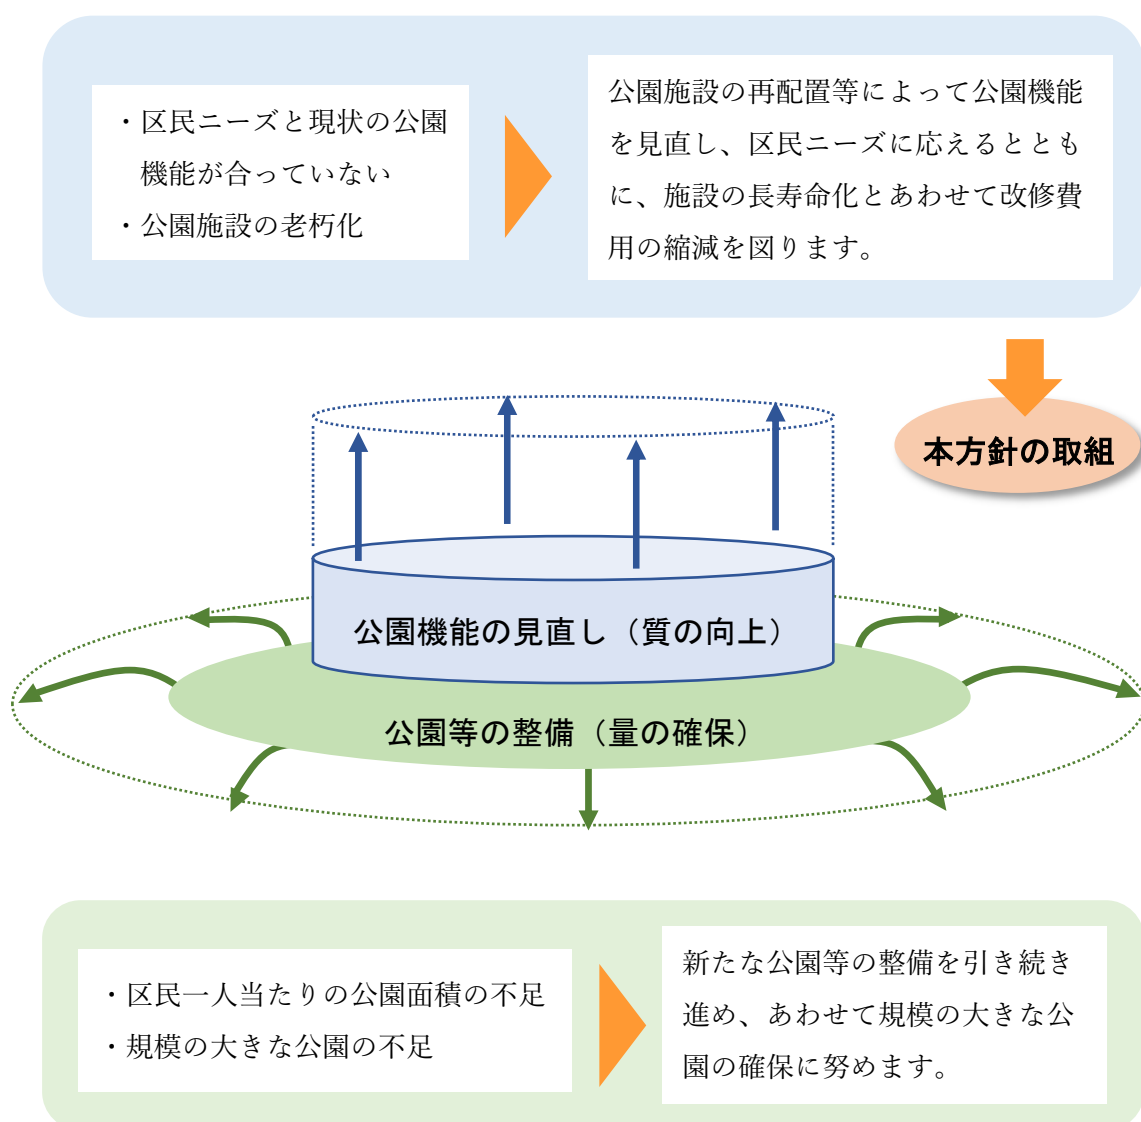 ・区民ニーズと現状の公園
機能が合っていない
・公園施設の老朽化
公園施設の再配置等によって公園機能
を見直し、区民ニーズに応えるととも
に、施設の長寿命化とあわせて改修費
用の縮減を図ります。
本方針の取組
公園機能の見直し（質の向上）
公園等の整備（量の確保）
・区民一人当たりの公園面積の不足
・規模の大きな公園の不足
新たな公園等の整備を引き続き
進め、あわせて規模の大きな公
園の確保に努めます。